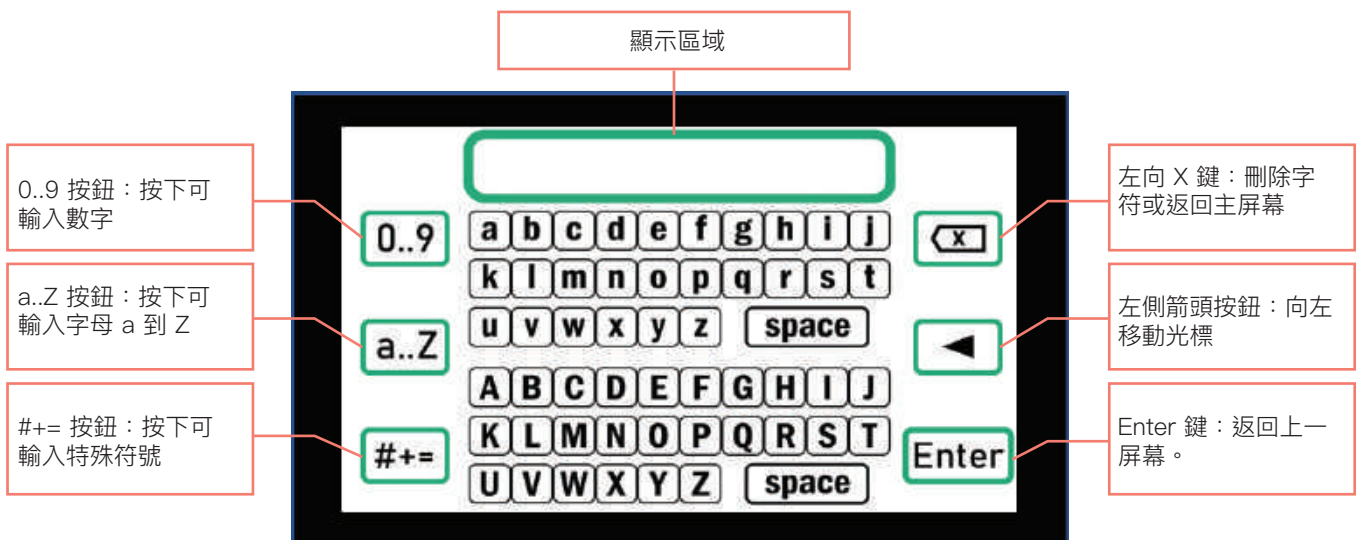 顯示區域
0..9 按鈕：按下可
輸入數字
a..Z 按鈕：按下可
輸入字母 a 到 Z
#+= 按鈕：按下可
輸入特殊符號
0..9
a..Z
#+=
a b c d e f g h i j
k l m n o p q r s t
u v w x y z space
A B C D E F G H I J
K L M N O P Q R S T
U V W X Y Z space
X
◀
Enter
左向 X 鍵：刪除字
符或返回主屏幕
左側箭頭按鈕：向左
移動光標
Enter 鍵：返回上一
屏幕。